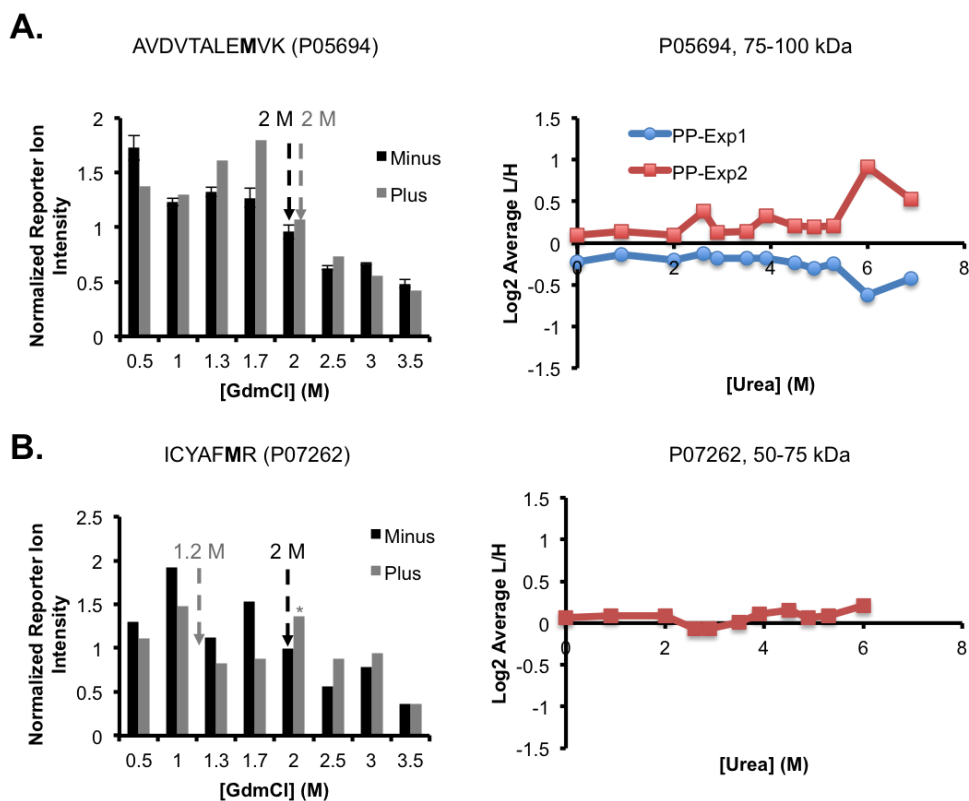 A.
AVDVTALEMVK (P05694)
P05694, 75-100 kDa
Normalized Reporter Ion
Intensity
2
1.5
1
0.5
0
2 M 2 M
Minus
Plus
0.5 1 1.3 1.7 2 2.5 3 3.5
[GdmCl] (M)
Log2 Average L/H
1.5
1
0.5
0
-0.5
-1
-1.5
PP-Exp1
PP-Exp2
0 2 4 6 8
[Urea] (M)
B.
ICYAFMR (P07262)
P07262, 50-75 kDa
Normalized Reporter Ion
Intensity
2.5
2
1.5
1
0.5
0
1.2 M 2 M
*
Minus
Plus
0.5 1 1.3 1.7 2 2.5 3 3.5
[GdmCl] (M)
Log2 Average L/H
1.5
1
0.5
0
-0.5
-1
-1.5
0 2 4 6 8
[Urea] (M)